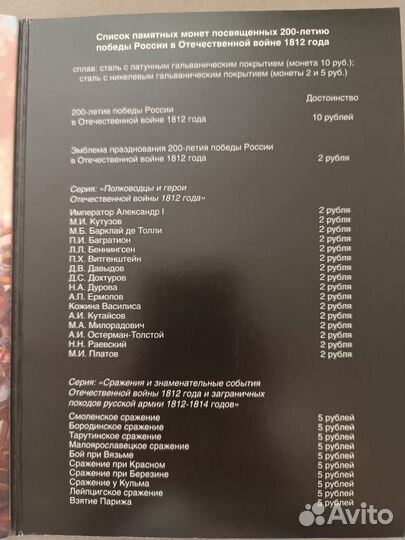 Список памятных монет посвященных 200-летию
победы России в Отечественной войне 1812 года
сплав: сталь с латунным гальваническим покрытием (монета 10 руб.);
сталь с никелевым гальваническим покрытием (монеты 2 и 5 руб.)
Достоинство
200-летие победы России
в Отечественной войне 1812 года 10 рублей
Эмблема празднования 200-летия победы России
в Отечественной войне 1812 года 2 рубля
Серия: «Полководцы и герои
Отечественной войны 1812 года»
Император Александр I 2 рубля
М.И. Кутузов 2 рубля
М.Б. Барклай де Толли 2 рубля
П.И. Багратион 2 рубля
Л.Л. Беннингсен 2 рубля
П.Х. Витгенштейн 2 рубля
Д.В. Давыдов 2 рубля
Д.С. Дохтуров 2 рубля
Н.А. Дурова 2 рубля
А.П. Ермолов 2 рубля
Кожина Василиса 2 рубля
А.И. Кутайсов 2 рубля
М.А. Милорадович 2 рубля
А.И. Остерман-Толстой 2 рубля
Н.Н. Раевский 2 рубля
М.И. Платов 2 рубля
Серия: «Сражения и знаменательные события
Отечественной войны 1812 года и заграничных
походов русской армии 1812-1814 годов»
Смоленское сражение 5 рублей
Бородинское сражение 5 рублей
Тарутинское сражение 5 рублей
Малоярославецкое сражение 5 рублей
Бой при Вязьме 5 рублей
Сражение при Красном 5 рублей
Сражение при Березине 5 рублей
Сражение у Кульма 5 рублей
Лейпцигское сражение 5 рублей
Взятие Парижа 5 рублей
Avito